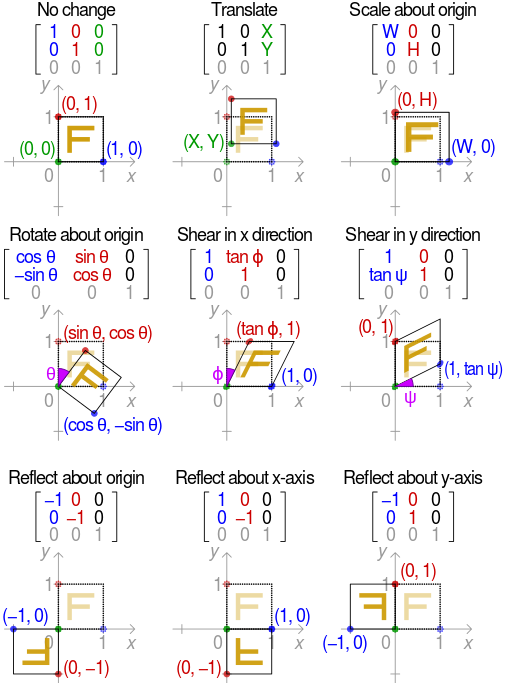 No change Translate Scale about origin
1 0 0 1 0 X W 0 0
0 1 0 0 1 Y 0 H 0
0 0 1 0 0 1 0 0 1
y y y
1 (0, 1) 1 1 (0, H)
(0, 0) (1, 0) (X, Y) (W, 0)
0 1 x 0 1 x 0 1 x
F F F F F
Rotate about origin Shear in x direction Shear in y direction
cos θ sin θ 0 1 tan ϕ 0 1 0 0
−sin θ cos θ 0 0 1 0 tan ψ 1 0
0 0 1 0 0 1 0 0 1
y y y
(sin θ, cos θ) (tan ϕ, 1) (0, 1)
1 1 1
F F F F F F
θ ϕ (1, 0) (1, tan ψ)
0 1 x 0 1 x 0 1 x
ψ
(cos θ, −sin θ)
Reflect about origin Reflect about x-axis Reflect about y-axis
−1 0 0 1 0 0 −1 0 0
0 −1 0 0 −1 0 0 1 0
0 0 1 0 0 1 0 0 1
y y y
1 1 1 (0, 1)
F F F F
(−1, 0) (1, 0)
0 1 x 0 1 x (−1, 0) 0 1 x
F F
(0, −1) (0, −1)